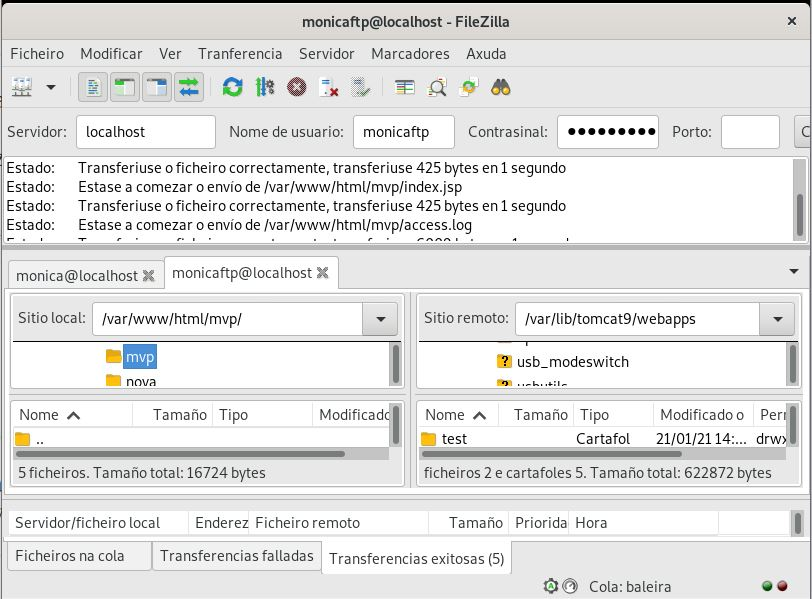 monicaftp@localhost - FileZilla
Ficheiro Modificar Ver Tranferencia Servidor Marcadores Axuda
Servidor: localhost Nome de usuario: monicaftp Contrasinal: ●●●●●●●●● Porto:
Estado: Transferiuse o ficheiro correctamente, transferiuse 425 bytes en 1 segundo
Estado: Estase a comezar o envío de /var/www/html/mvp/index.jsp
Estado: Transferiuse o ficheiro correctamente, transferiuse 425 bytes en 1 segundo
Estado: Estase a comezar o envío de /var/www/html/mvp/access.log
monica@localhost monicaftp@localhost
Sitio local: /var/www/html/mvp/ Sitio remoto: /var/lib/tomcat9/webapps
mvp usb_modeswitch
nova usbutils
Nome Tamaño Tipo Modificado Nome Tamaño Tipo Modificado o Perr
.. test Cartafol 21/01/21 14:... drwx
5 ficheiros. Tamaño total: 16724 bytes ficheiros 2 e cartafoles 5. Tamaño total: 622872 bytes
Servidor/ficheiro local Enderez Ficheiro remoto Tamaño Priorida Hora
Ficheiros na cola Transferencias falladas Transferencias exitosas (5)
Cola: baleira